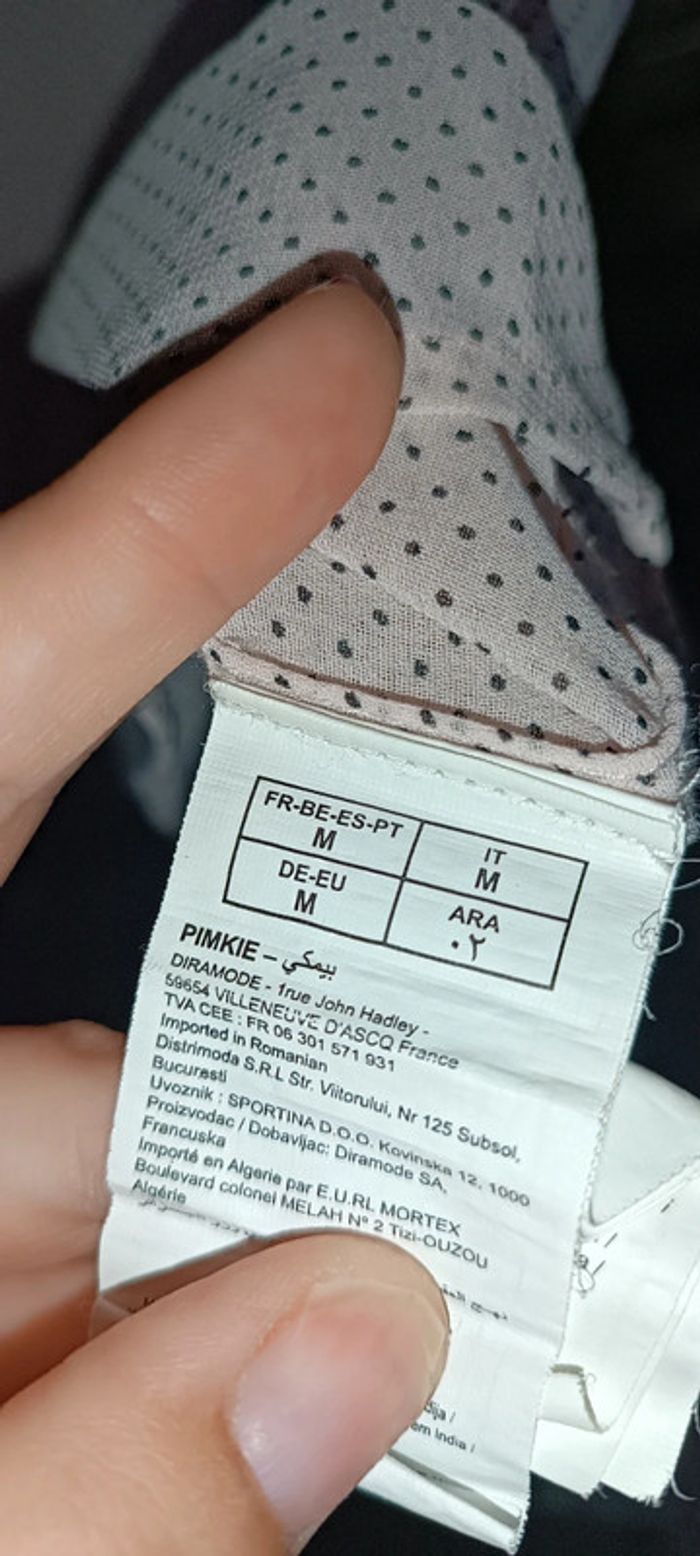 FR-BE-ES-PT
M
IT
M
DE-EU
M
ARA
٠٢
PIMKIE – بيمكي
DIRAMODE - 1rue John Hadley -
59654 VILLENEUVE D'ASCQ France
TVA CEE : FR 06 301 571 931
Imported in Romanian
Distrimoda S.R.L Str. Viitorului, Nr 125 Subsol,
Bucuresti
Uvoznik : SPORTINA D.O.O. Kovinska 12, 1000
Proizvodac / Dobavljac: Diramode SA,
Francuska
Importé en Algerie par E.U.RL MORTEX
Boulevard colonel MELAH N° 2 Tizi-OUZOU
Algérie
dija /
em India /